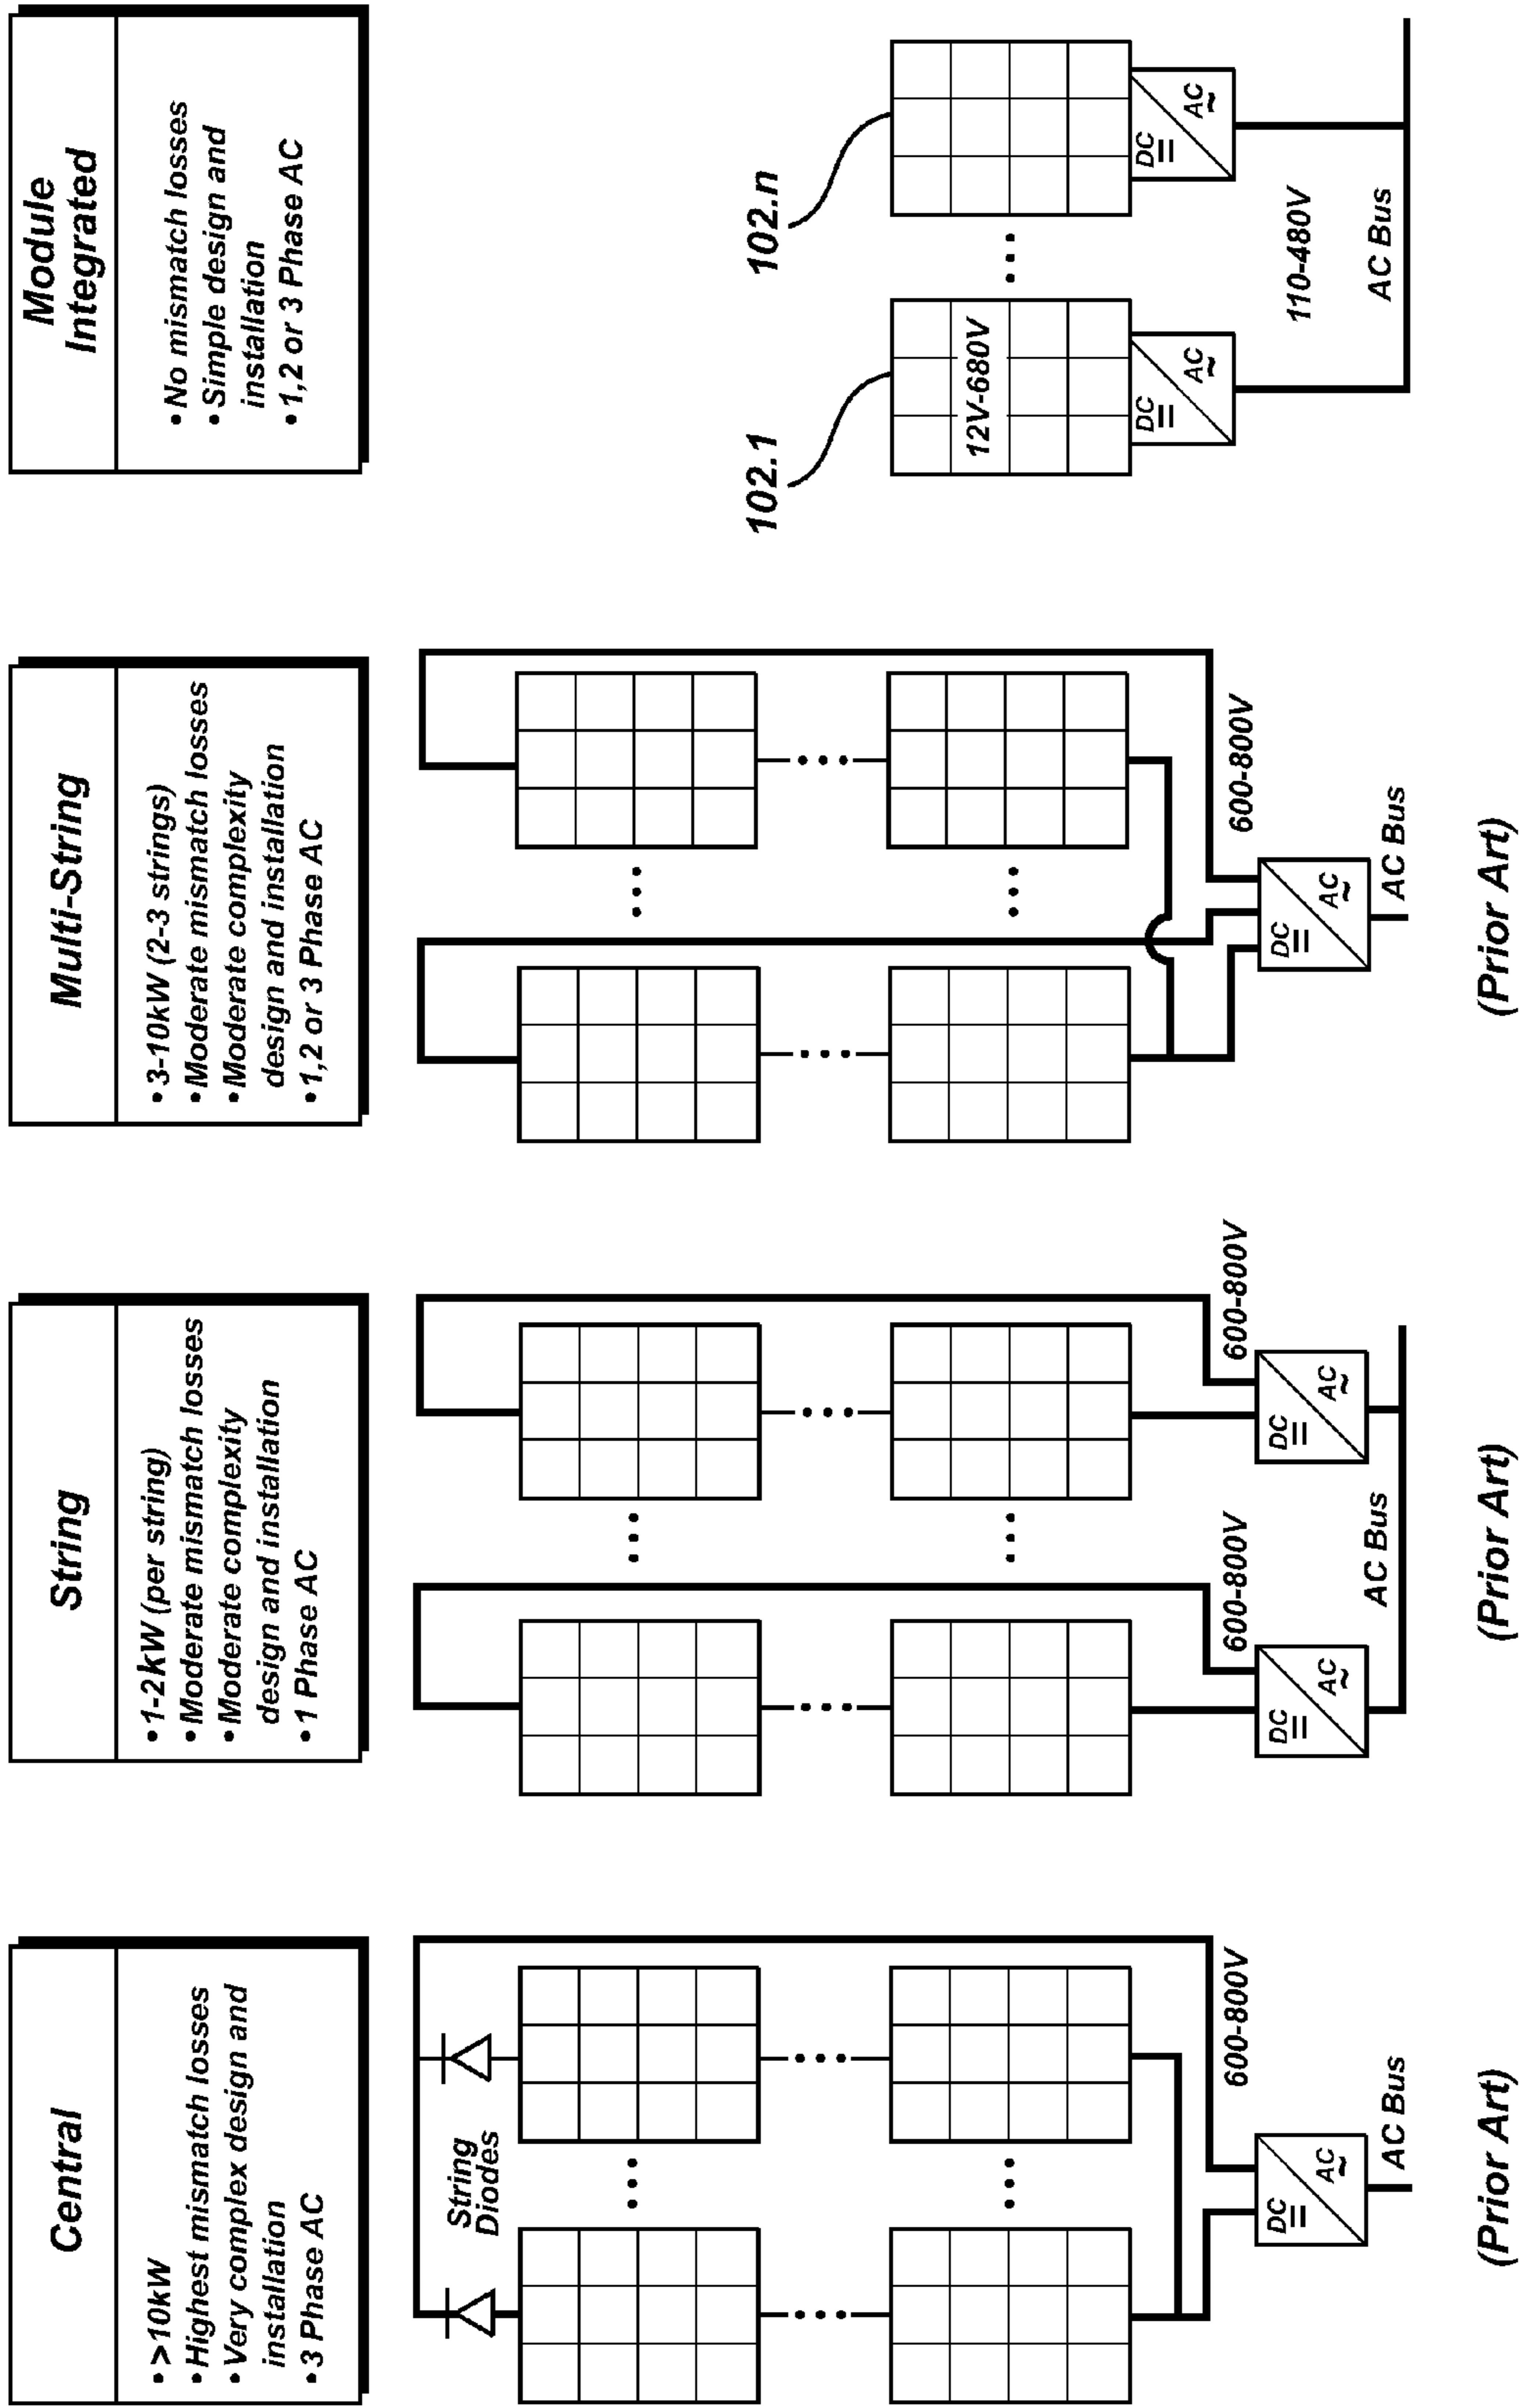 Central
•>10kW
•Highest mismatch losses
•Very complex design and
installation
•3 Phase AC
String
Diodes
600-800V
DC
AC
AC Bus
(Prior Art)
String
•1-2kW (per string)
•Moderate mismatch losses
•Moderate complexity
design and installation
•1 Phase AC
600-800V
600-800V
DC
AC
DC
AC
AC Bus
(Prior Art)
Multi-String
•3-10kW (2-3 strings)
•Moderate mismatch losses
•Moderate complexity
design and installation
•1,2 or 3 Phase AC
600-800V
DC
AC
AC Bus
(Prior Art)
Module
Integrated
•No mismatch losses
•Simple design and
installation
•1,2 or 3 Phase AC
102.1
102.n
12V-680V
DC
AC
DC
AC
110-480V
AC Bus